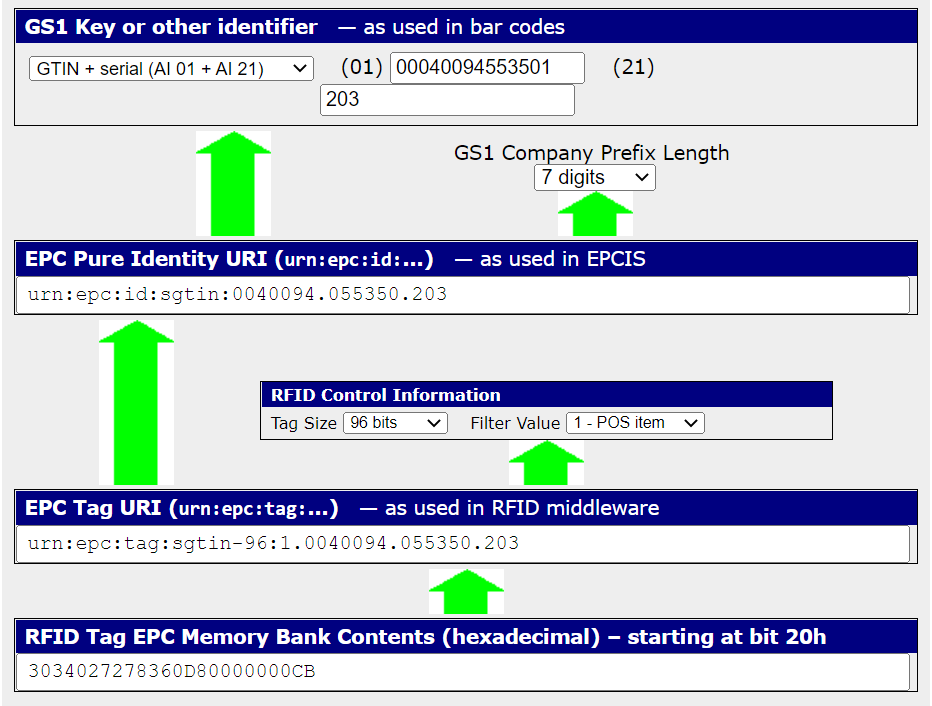 GS1 Key or other identifier — as used in bar codes
GTIN + serial (AI 01 + AI 21) (01) 00040094553501 (21)
203
GS1 Company Prefix Length
7 digits
EPC Pure Identity URI (urn:epc:id:...) — as used in EPCIS
urn:epc:id:sgtin:0040094.055350.203
RFID Control Information
Tag Size 96 bits Filter Value 1 - POS item
EPC Tag URI (urn:epc:tag:...) — as used in RFID middleware
urn:epc:tag:sgtin-96:1.0040094.055350.203
RFID Tag EPC Memory Bank Contents (hexadecimal) – starting at bit 20h
3034027278360D80000000CB